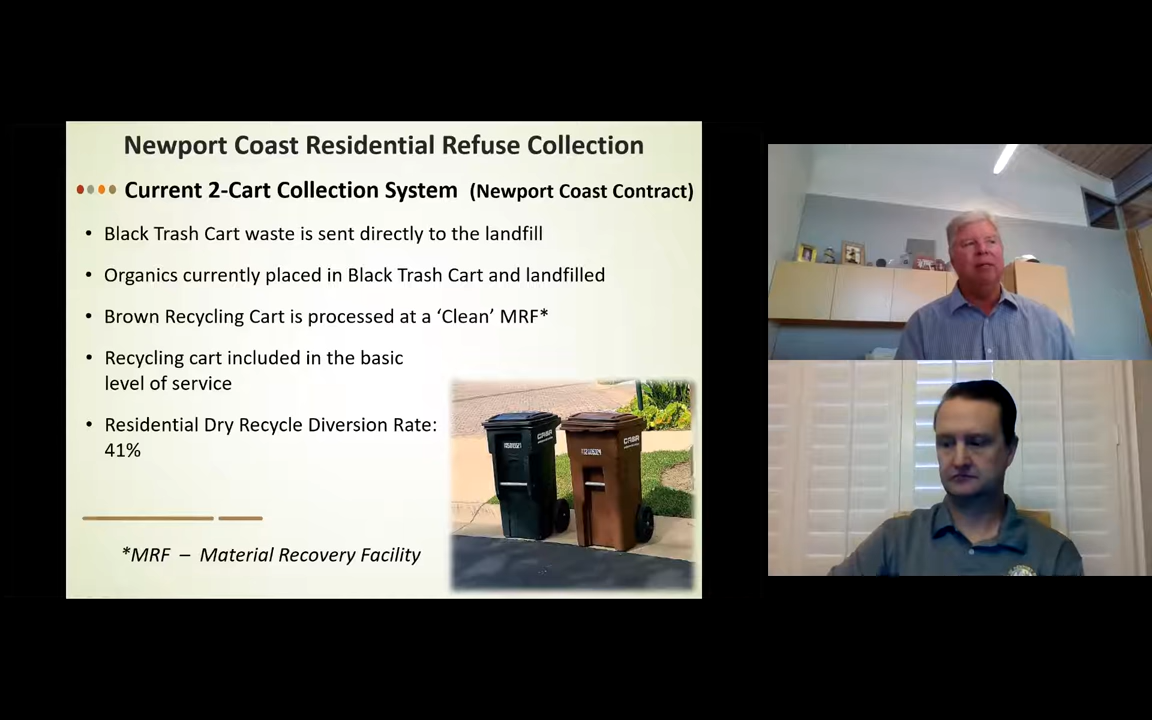 Newport Coast Residential Refuse Collection
Current 2-Cart Collection System (Newport Coast Contract)
• Black Trash Cart waste is sent directly to the landfill
• Organics currently placed in Black Trash Cart and landfilled
• Brown Recycling Cart is processed at a ‘Clean’ MRF*
• Recycling cart included in the basic
level of service
• Residential Dry Recycle Diversion Rate:
41%
*MRF – Material Recovery Facility